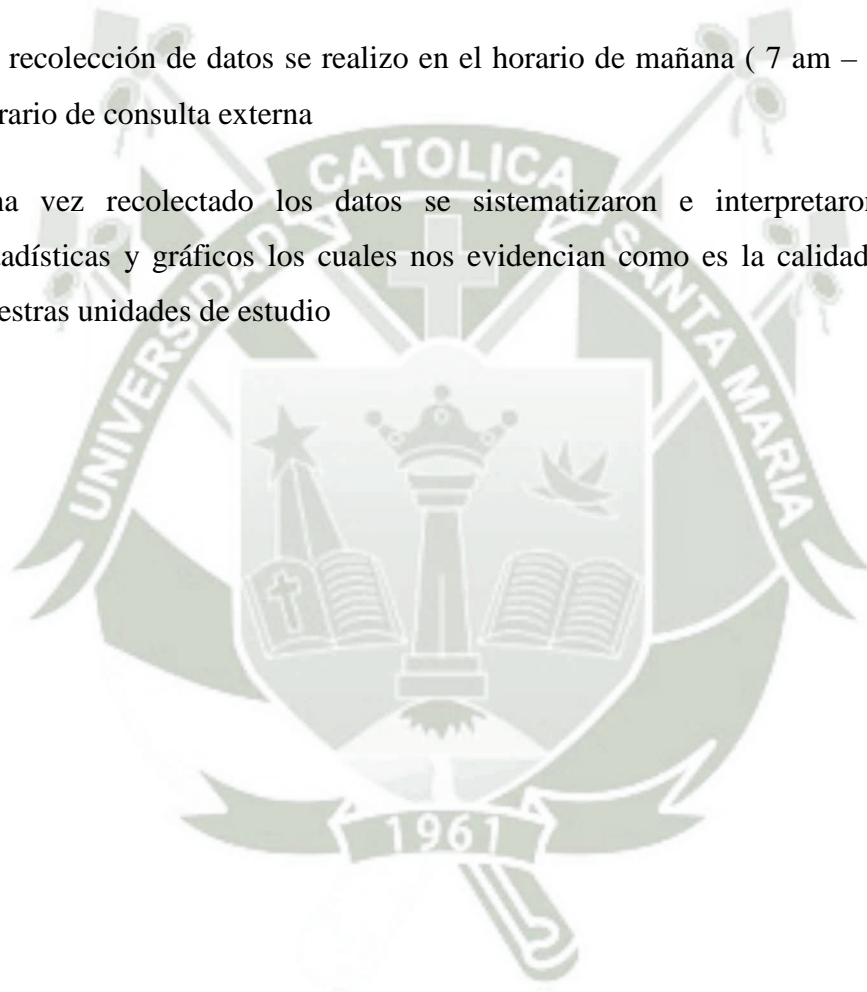 recolección de datos se realizo en el horario de mañana ( 7 am –
rario de consulta externa
na vez recolectado los datos se sistematizaron e interpretaron
adísticas y gráficos los cuales nos evidencian como es la calidad
estras unidades de estudio
UNIVERSIDAD CATOLICA SANTA MARIA
1961